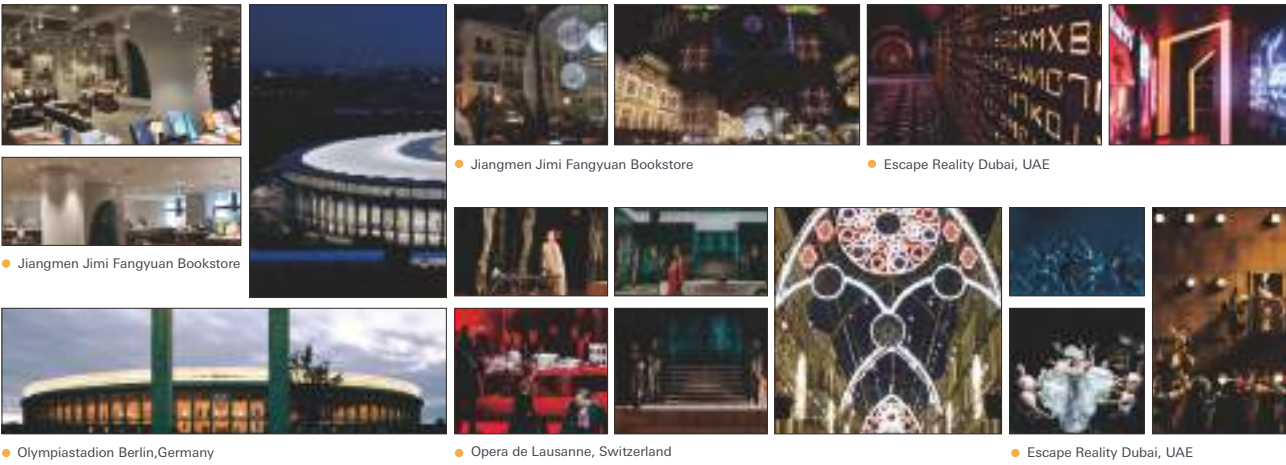 Jiangmen Jimi Fangyuan Bookstore
Escape Reality Dubai, UAE
Jiangmen Jimi Fangyuan Bookstore
Olympiastadion Berlin,Germany
Opera de Lausanne, Switzerland
Escape Reality Dubai, UAE